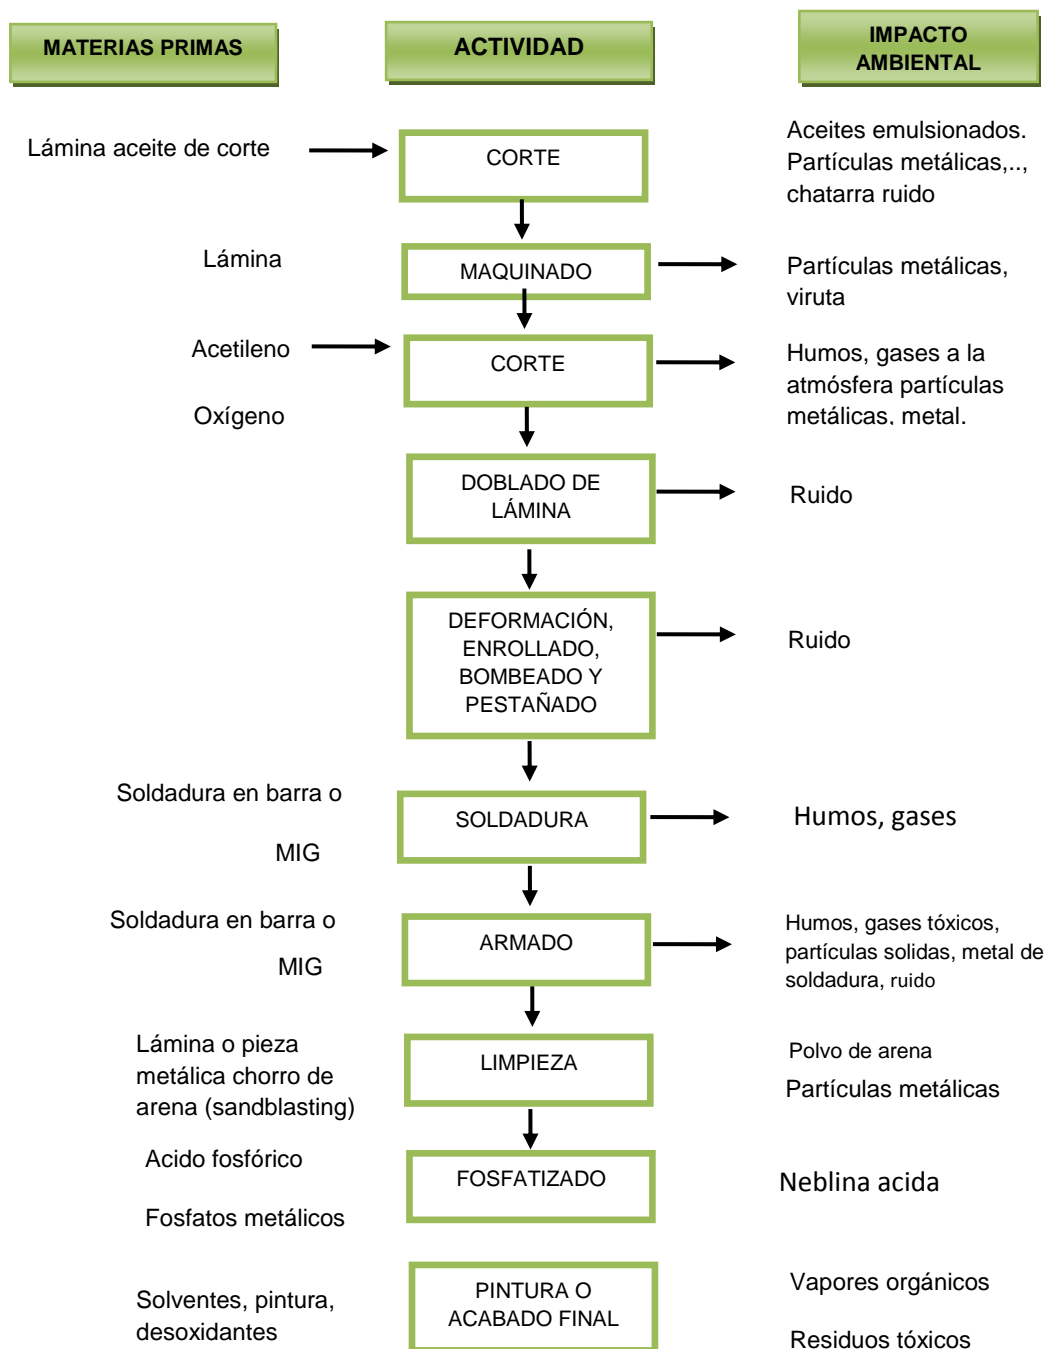 MATERIAS PRIMAS
ACTIVIDAD
IMPACTO
AMBIENTAL
Lámina aceite de corte
CORTE
Aceites emulsionados.
Partículas metálicas,..,
chatarra ruido
Lámina
MAQUINADO
Partículas metálicas,
viruta
Acetileno
Oxígeno
CORTE
Humos, gases a la
atmósfera partículas
metálicas, metal.
DOBLADO DE
LÁMINA
Ruido
DEFORMACIÓN,
ENROLLADO,
BOMBEADO Y
PESTAÑADO
Ruido
Soldadura en barra o
MIG
SOLDADURA
Humos, gases
Soldadura en barra o
MIG
ARMADO
Humos, gases tóxicos,
partículas solidas, metal de
soldadura, ruido
Lámina o pieza
metálica chorro de
arena (sandblasting)
LIMPIEZA
Polvo de arena
Partículas metálicas
Acido fosfórico
Fosfatos metálicos
FOSFATIZADO
Neblina acida
Solventes, pintura,
desoxidantes
PINTURA O
ACABADO FINAL
Vapores orgánicos
Residuos tóxicos